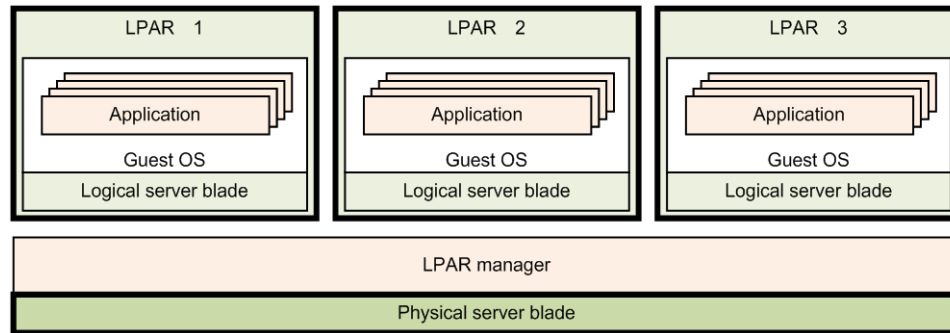 LPAR 1
Application
Guest OS
Logical server blade
LPAR 2
Application
Guest OS
Logical server blade
LPAR 3
Application
Guest OS
Logical server blade
LPAR manager
Physical server blade